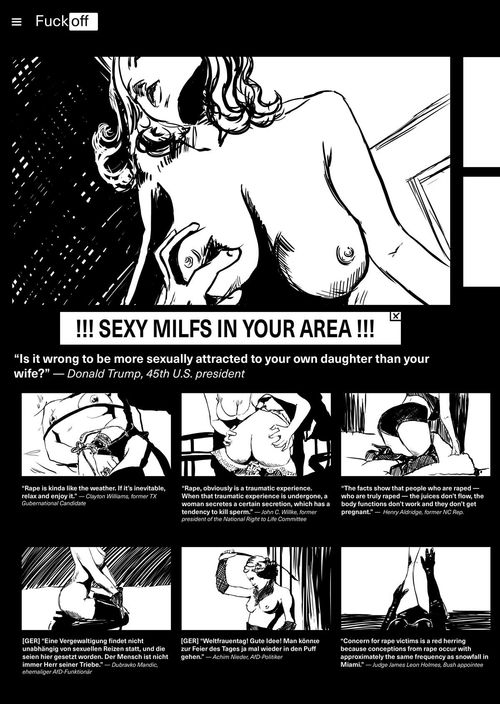 Fuck off
!!! SEXY MILFS IN YOUR AREA !!!
X
“Is it wrong to be more sexually attracted to your own daughter than your
wife?” — Donald Trump, 45th U.S. president
“Rape is kinda like the weather. If it’s inevitable,
relax and enjoy it.” — Clayton Williams, former TX
Gubernational Candidate
“Rape, obviously is a traumatic experience.
When that traumatic experience is undergone, a
woman secretes a certain secretion, which has a
tendency to kill sperm.” — John C. Willke, former
president of the National Right to Life Committee
“The facts show that people who are raped —
who are truly raped — the juices don’t flow, the
body functions don’t work and they don’t get
pregnant.” — Henry Aldridge, former NC Rep.
[GER] “Eine Vergewaltigung findet nicht
unabhängig von sexuellen Reizen statt, und die
seien hier gesetzt worden. Der Mensch ist nicht
immer Herr seiner Triebe.” — Dubravko Mandic,
ehemaliger AfD-Funktionär
[GER] “Weltfrauentag! Gute Idee! Man könnte
zur Feier des Tages ja mal wieder in den Puff
gehen.” — Achim Nieder, AfD-Politiker
“Concern for rape victims is a red herring
because conceptions from rape occur with
approximately the same frequency as snowfall in
Miami.” — Judge James Leon Holmes, Bush appointee